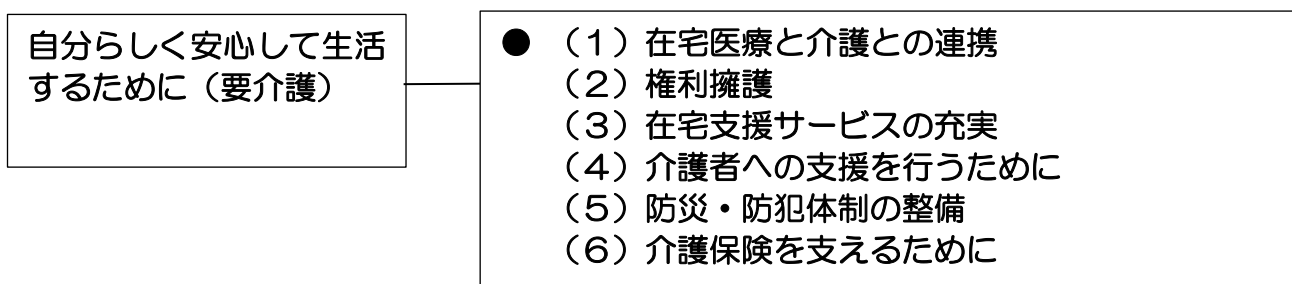 自分らしく安心して生活
するために（要介護）
● （１）在宅医療と介護との連携
（２）権利擁護
（３）在宅支援サービスの充実
（４）介護者への支援を行うために
（５）防災・防犯体制の整備
（６）介護保険を支えるために